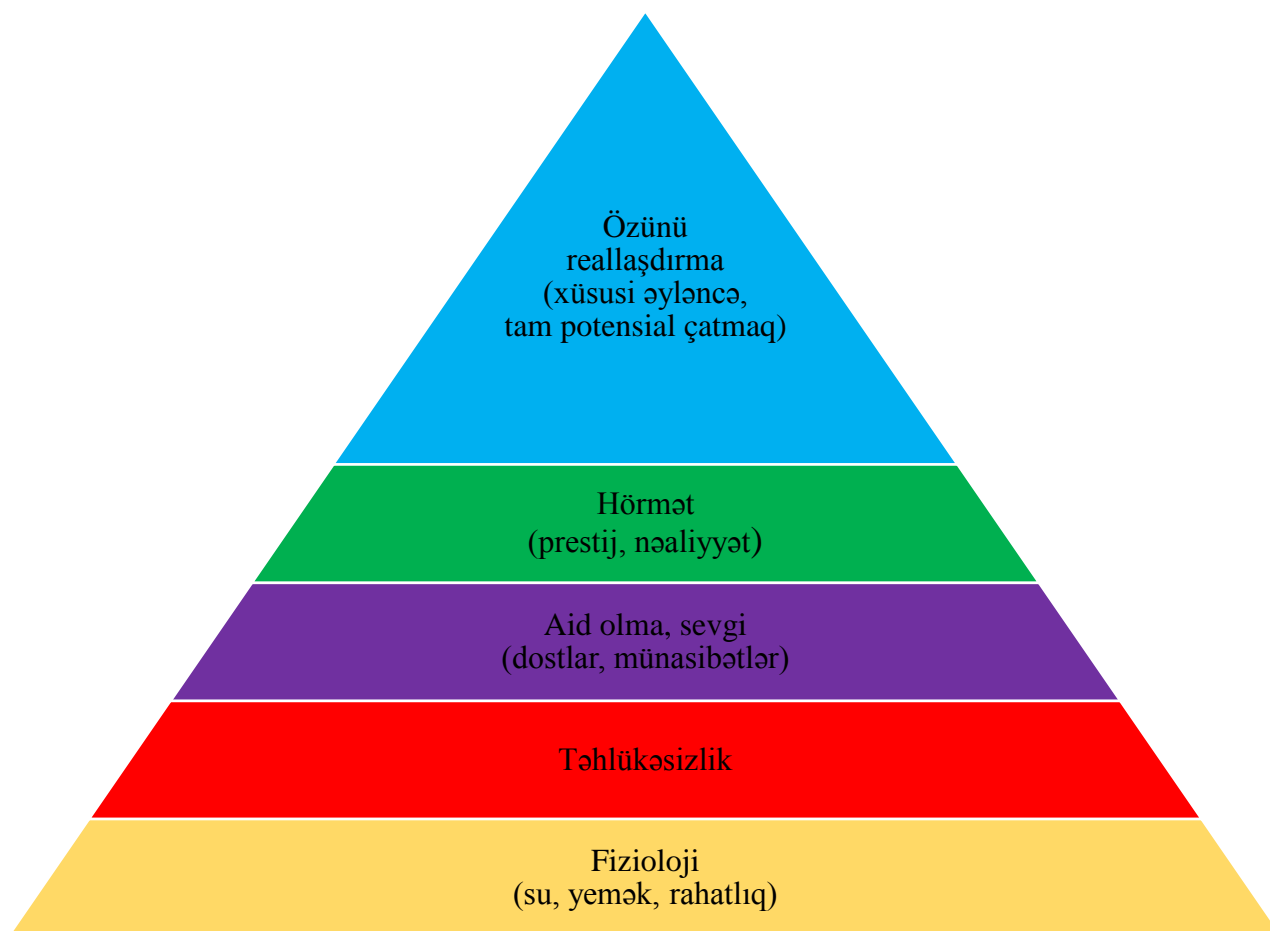 Özünü
reallaşdırma
(xüsusi əyləncə,
tam potensial çatmaq)
Hörmət
(prestij, nəaliyyət)
Aid olma, sevgi
(dostlar, münasibətlər)
Təhlükəsizlik
Fizioloji
(su, yemək, rahatlıq)